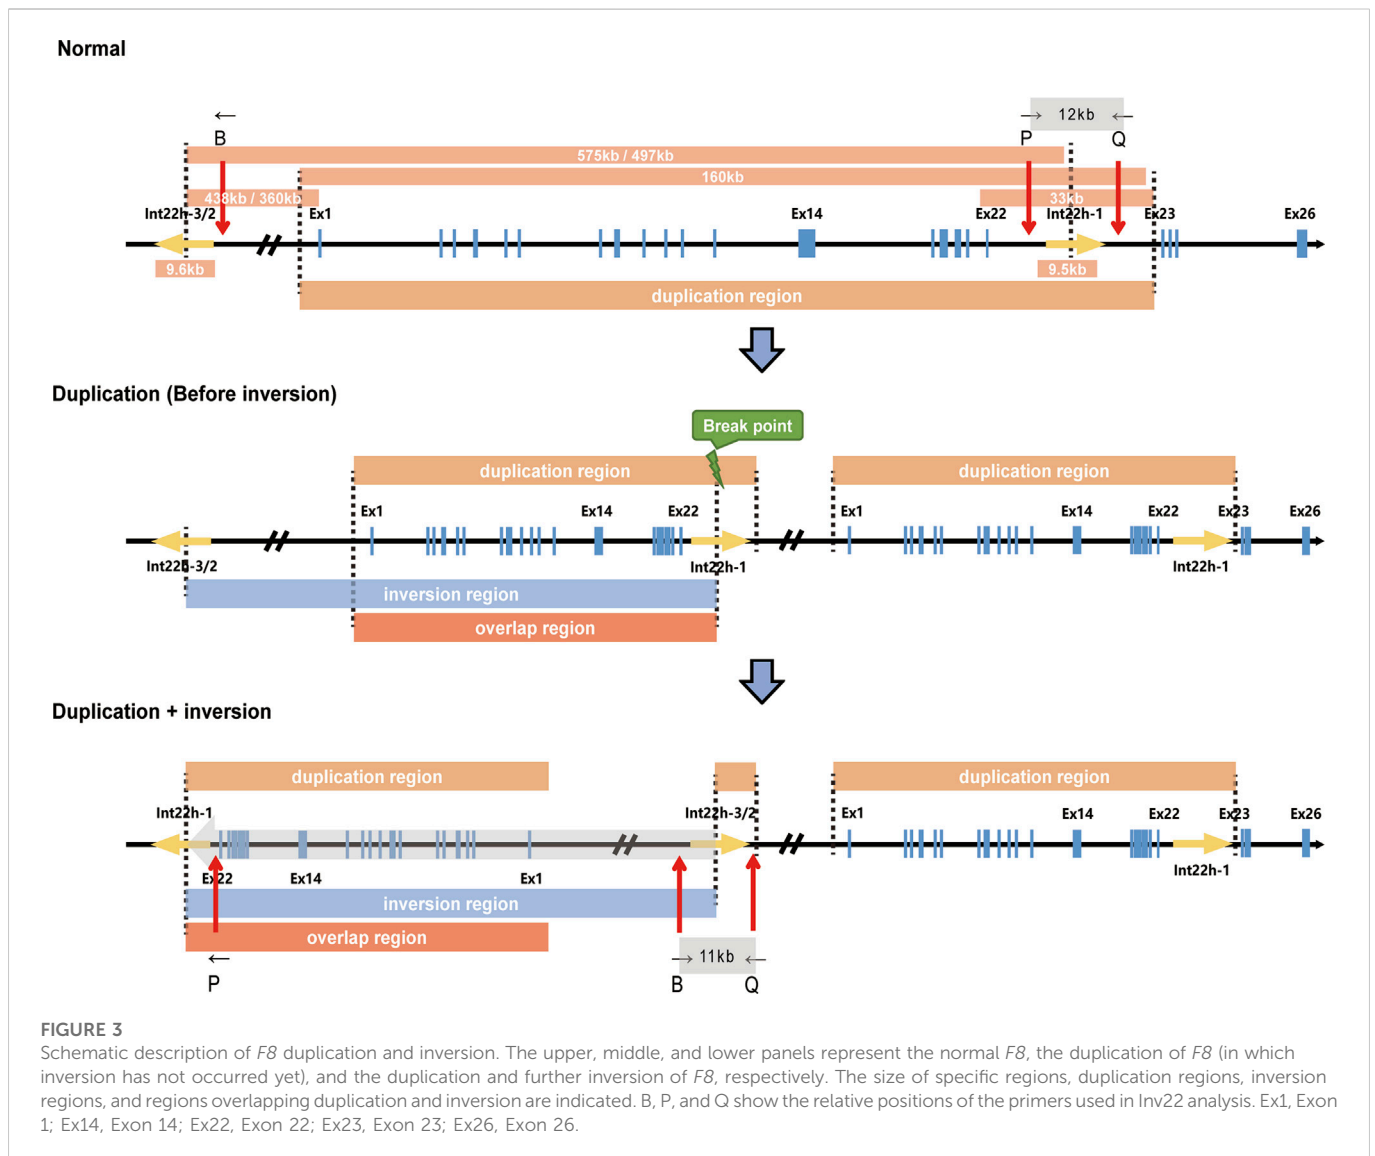 Normal
← →12kb←
B P Q
575kb / 497kb
160kb
438kb / 360kb 33kb
Int22h-3/2 Ex1 Ex14 Ex22 Int22h-1 Ex23 Ex26
9.6kb 9.5kb
duplication region
Duplication (Before inversion)
Break point
duplication region duplication region
Ex1 Ex14 Ex22 Ex1 Ex14 Ex22 Ex23 Ex26
Int22h-3/2 Int22h-1 Int22h-1
inversion region
overlap region
Duplication + inversion
duplication region duplication region
Int22h-1 Int22h-3/2 Ex1 Ex14 Ex22 Ex23 Ex26
Ex22 Ex14 Ex1 Int22h-1
inversion region
overlap region
← →11kb←
P B Q
FIGURE 3
Schematic description of F8 duplication and inversion. The upper, middle, and lower panels represent the normal F8, the duplication of F8 (in which
inversion has not occurred yet), and the duplication and further inversion of F8, respectively. The size of specific regions, duplication regions, inversion
regions, and regions overlapping duplication and inversion are indicated. B, P, and Q show the relative positions of the primers used in Inv22 analysis. Ex1, Exon
1; Ex14, Exon 14; Ex22, Exon 22; Ex23, Exon 23; Ex26, Exon 26.